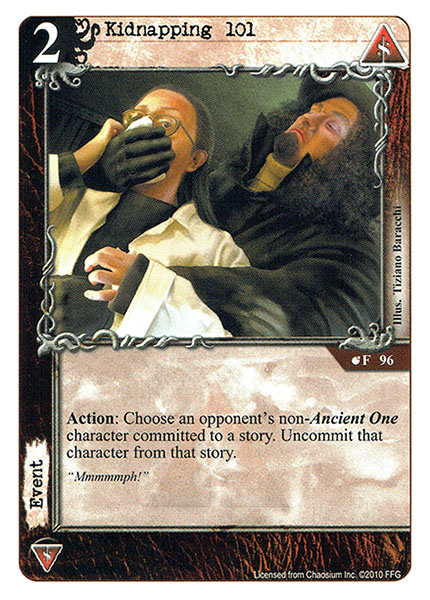 2
Kidnapping 101
Illus. Tiziano Baracchi
F 96
Action: Choose an opponent's non-Ancient One
character committed to a story. Uncommit that
character from that story.
“Mmmmmph!”
Event
Licensed from Chaosium Inc. ©2010 FFG